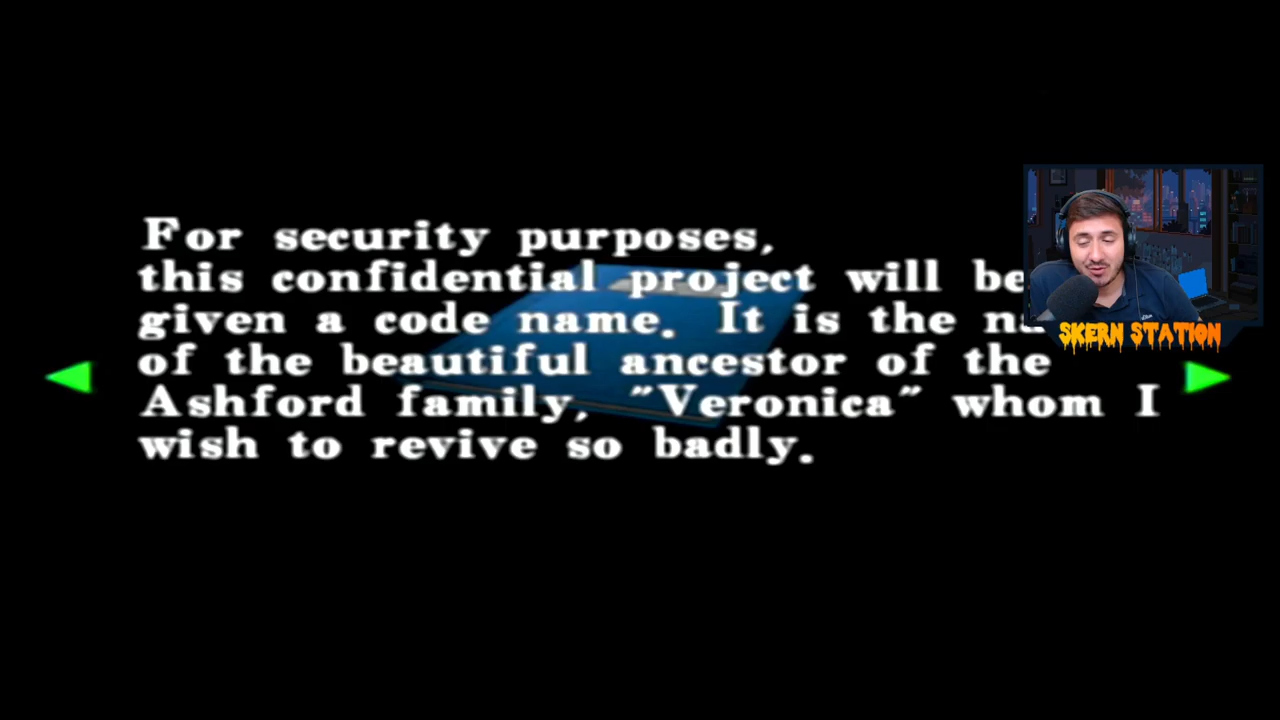 For security purposes,
this confidential project will be
given a code name. It is the
of the beautiful ancestor of the
Ashford family, "Veronica" whom I
wish to revive so badly.
SKERN STATION